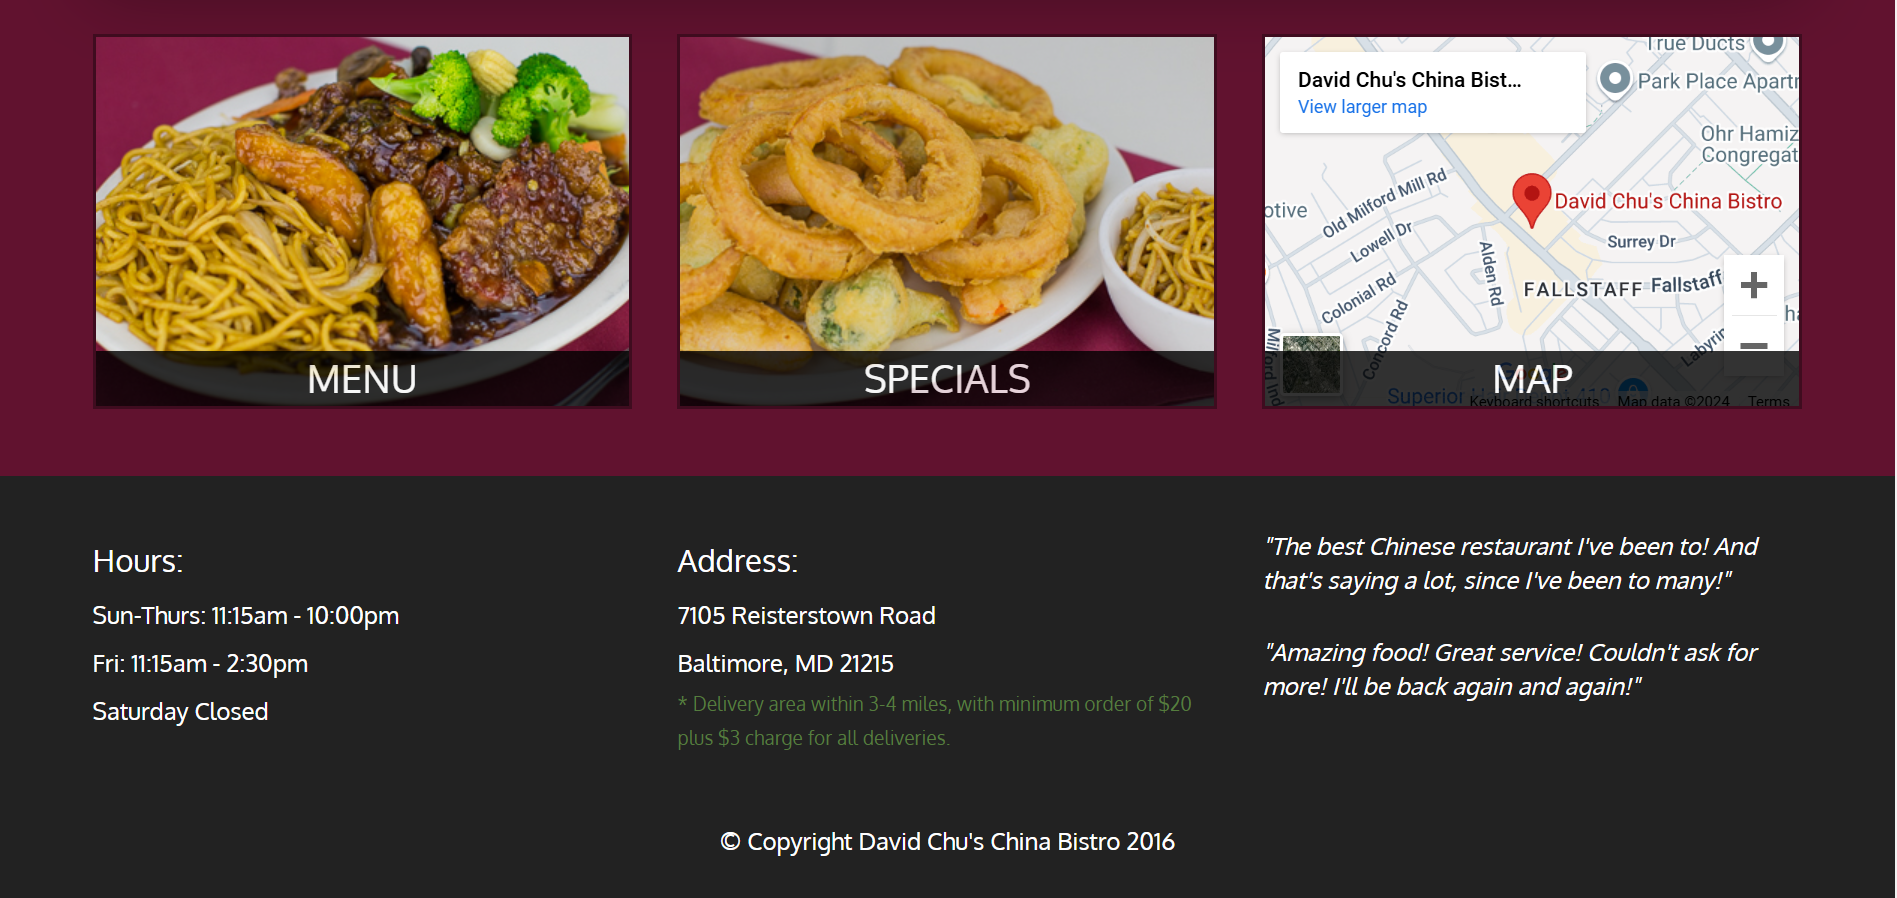 MENU
SPECIALS
True Ducts
David Chu's China Bist...
View larger map
Park Place Apartr
Ohr Hamiz
Congregat
Old Milford Mill Rd
otive
David Chu's China Bistro
Lowell Dr
Surrey Dr
Alden Rd
Colonial Rd
FALLSTAFF
Fallstaff
Concord Rd
Labyrin
MAP
Superior
Keyboard shortcuts
Map data ©2024
Terms
Hours:
Sun-Thurs: 11:15am - 10:00pm
Fri: 11:15am - 2:30pm
Saturday Closed
Address:
7105 Reisterstown Road
Baltimore, MD 21215
* Delivery area within 3-4 miles, with minimum order of $20
plus $3 charge for all deliveries.
"The best Chinese restaurant I've been to! And
that's saying a lot, since I've been to many!"
"Amazing food! Great service! Couldn't ask for
more! I'll be back again and again!"
© Copyright David Chu's China Bistro 2016